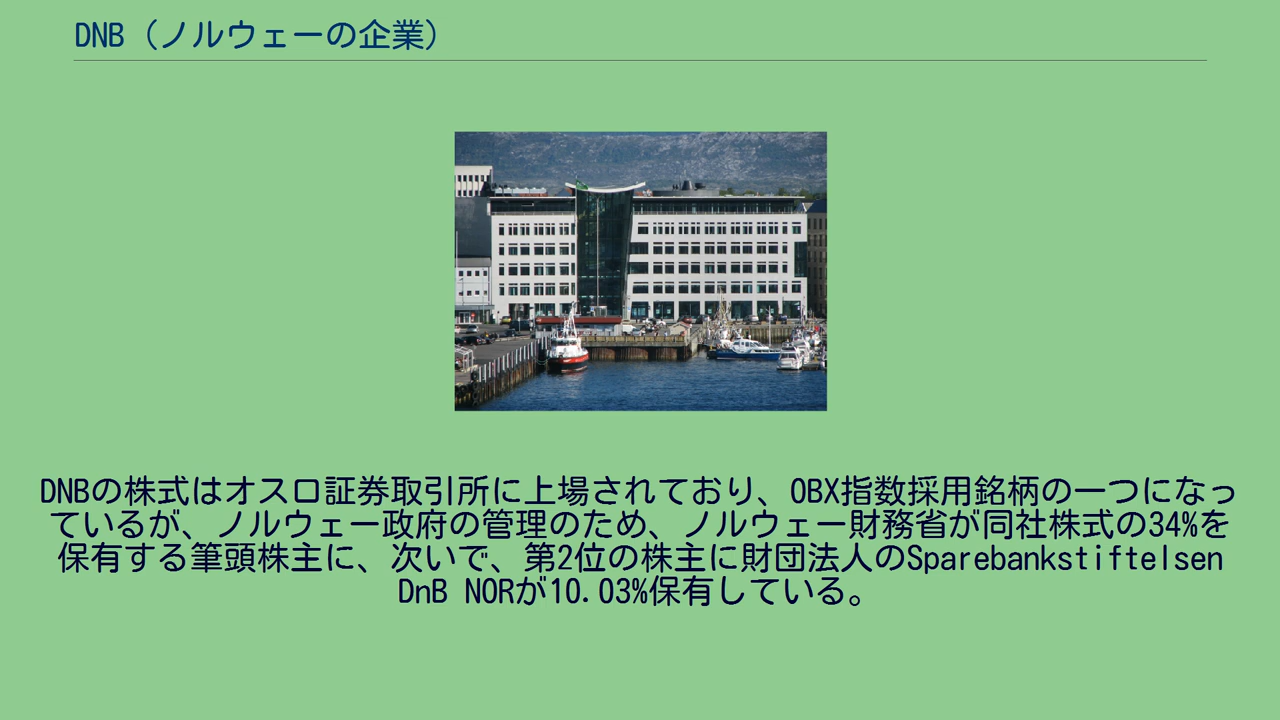 DNB（ノルウェーの企業）
DNBの株式はオスロ証券取引所に上場されており、OBX指数採用銘柄の一つになっ
ているが、ノルウェー政府の管理のため、ノルウェー財務省が同社株式の34%を
保有する筆頭株主に、次いで、第2位の株主に財団法人のSparebankstiftelsen
DnB NORが10.03%保有している。